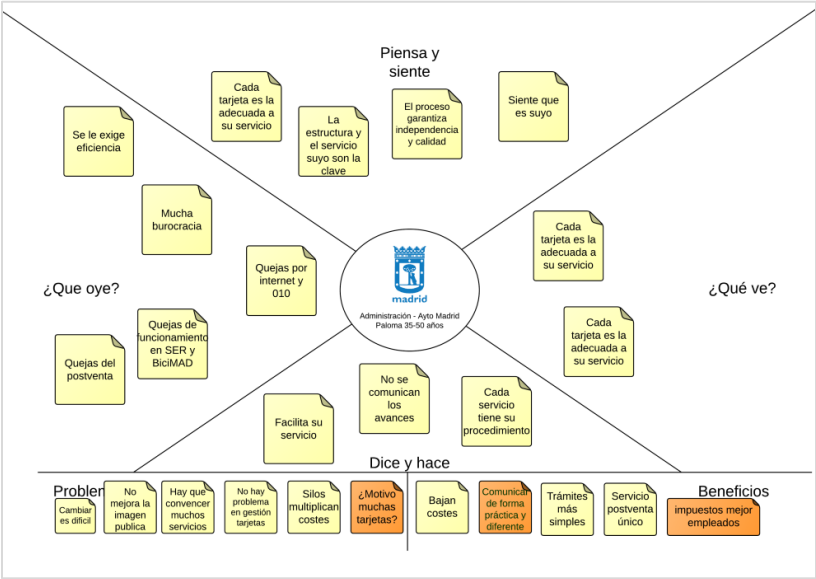 Piensa y
siente
Cada
tarjeta es la
adecuada a
su servicio
La
estructura y
el servicio
suyo son la
clave
El proceso
garantiza
independencia
y calidad
Siente que
es suyo
Se le exige
eficiencia
Mucha
burocracia
Quejas por
internet y
010
¿Que oye?
Quejas de
funcionamiento
en SER y
BiciMAD
Quejas del
postventa
madrid
Administración - Ayto Madrid
Paloma 35-50 años
Cada
tarjeta es la
adecuada a
su servicio
¿Qué ve?
Cada
tarjeta es la
adecuada a
su servicio
Facilita su
servicio
No se
comunican
los
avances
Cada
servicio
tiene su
procedimiento
Dice y hace
Problem
Cambiar
es dificil
No
mejora la
imagen
publica
Hay que
convencer
muchos
servicios
No hay
problema
en gestión
tarjetas
Silos
multiplican
costes
¿Motivo
muchas
tarjetas?
Bajan
costes
Comunicar
de forma
práctica y
diferente
Trámites
más
simples
Servicio
postventa
único
Beneficios
impuestos mejor
empleados